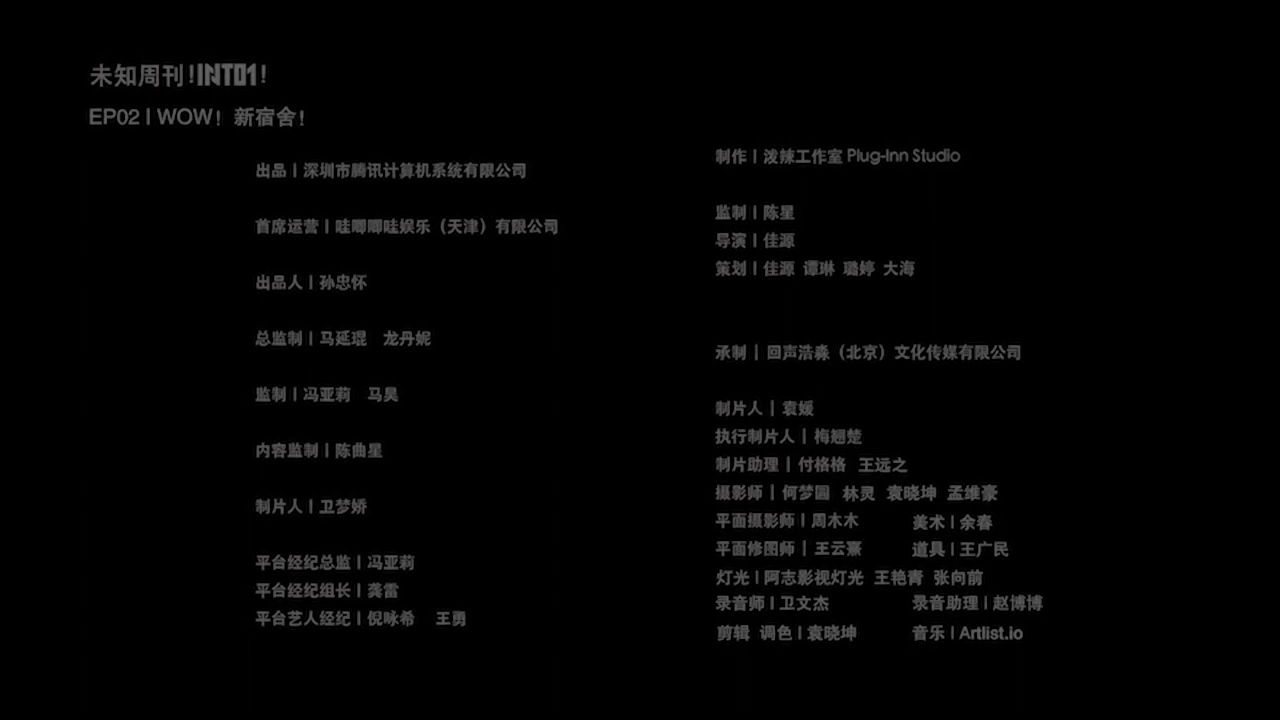 未知周刊!INTO1!
EP02 | WOW! 新宿舍!
出品 | 深圳市腾讯计算机系统有限公司
首席运营 | 哇唧唧哇娱乐（天津）有限公司
出品人 | 孙忠怀
总监制 | 马延琨 龙丹妮
监制 | 冯亚莉 马昊
内容监制 | 陈曲星
制片人 | 卫梦娇
平台经纪总监 | 冯亚莉
平台经纪组长 | 龚雷
平台艺人经纪 | 倪咏希 王勇
制作 | 泼辣工作室 Plug-Inn Studio
监制 | 陈星
导演 | 佳源
策划 | 佳源 谭琳 璐婷 大海
承制 | 回声浩淼（北京）文化传媒有限公司
制片人 | 袁媛
执行制片人 | 梅翘楚
制片助理 | 付格格 王远之
摄影师 | 何梦圆 林灵 袁晓坤 孟维豪
平面摄影师 | 周木木 美术 | 余春
平面修图师 | 王云熹 道具 | 王广民
灯光 | 阿志影视灯光 王艳青 张向前
录音师 | 卫文杰 录音助理 | 赵博博
剪辑 调色 | 袁晓坤 音乐 | Artlist.io